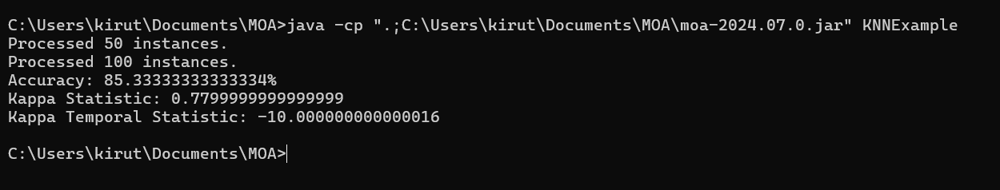 C:\Users\kirut\Documents\MOA>java -cp ".;C:\Users\kirut\Documents\MOA\moa-2024.07.0.jar" KNNExample
Processed 50 instances.
Processed 100 instances.
Accuracy: 85.33333333333334%
Kappa Statistic: 0.7799999999999999
Kappa Temporal Statistic: -10.000000000000016
C:\Users\kirut\Documents\MOA>